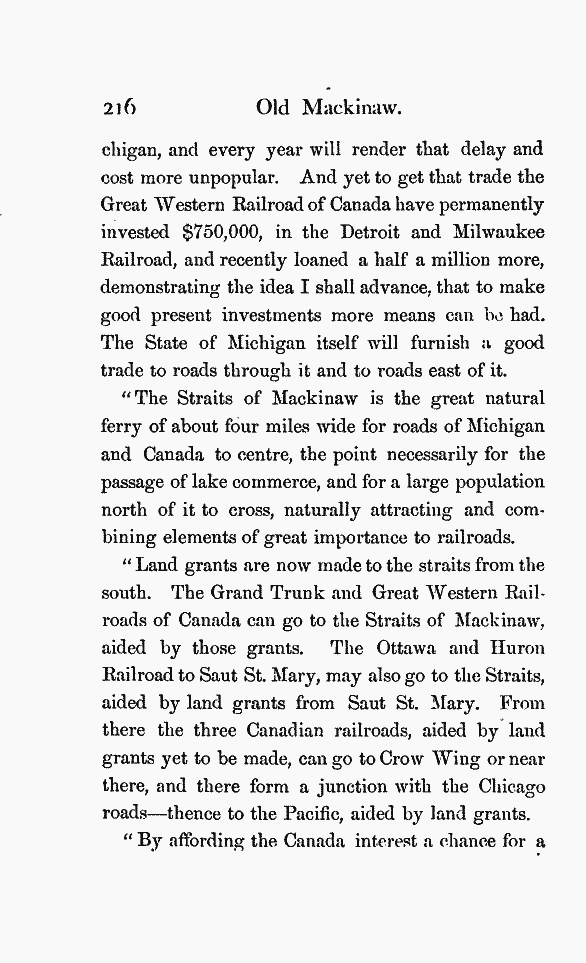 216 Old Mackinaw.
chigan, and every year will render that delay and
cost more unpopular. And yet to get that trade the
Great Western Railroad of Canada have permanently
invested $750,000, in the Detroit and Milwaukee
Railroad, and recently loaned a half a million more,
demonstrating the idea I shall advance, that to make
good present investments more means can be had.
The State of Michigan itself will furnish a good
trade to roads through it and to roads east of it.
"The Straits of Mackinaw is the great natural
ferry of about four miles wide for roads of Michigan
and Canada to centre, the point necessarily for the
passage of lake commerce, and for a large population
north of it to cross, naturally attracting and com-
bining elements of great importance to railroads.
"Land grants are now made to the straits from the
south. The Grand Trunk and Great Western Rail-
roads of Canada can go to the Straits of Mackinaw,
aided by those grants. The Ottawa and Huron
Railroad to Saut St. Mary, may also go to the Straits,
aided by land grants from Saut St. Mary. From
there the three Canadian railroads, aided by land
grants yet to be made, can go to Crow Wing or near
there, and there form a junction with the Chicago
roads—thence to the Pacific, aided by land grants.
"By affording the Canada interest a chance for a